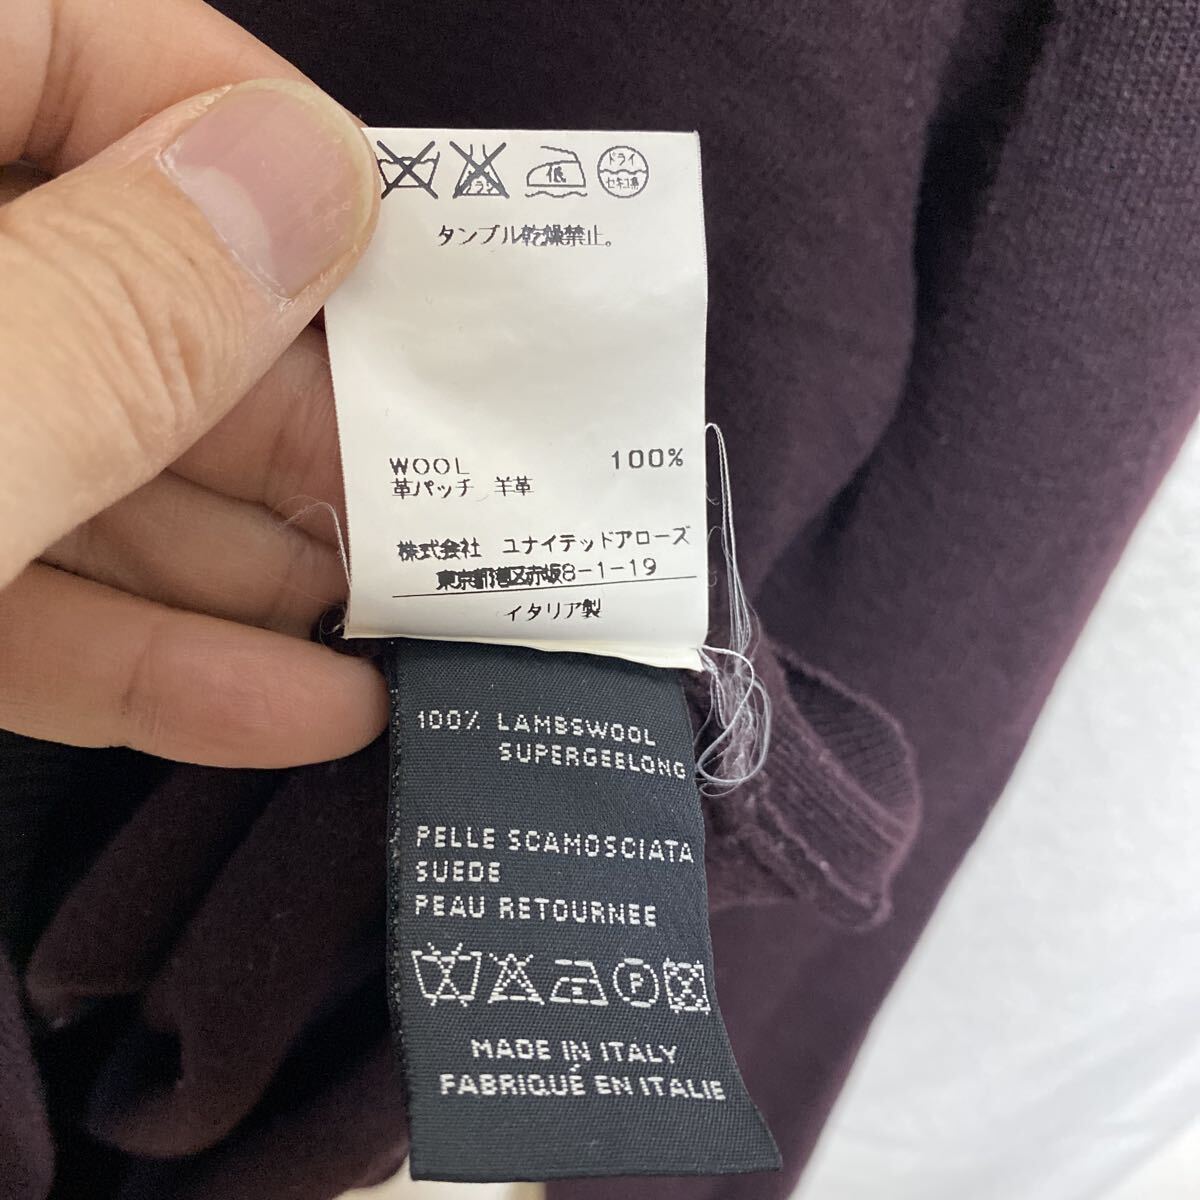 低
ドライ
セキユ系
タンブル乾燥禁止。
WOOL 100%
革パッチ 羊革
株式会社 ユナイテッドアローズ
東京都港区赤坂8-1-19
イタリア製
100% LAMBSWOOL
SUPERGEELONG
PELLE SCAMOSCIATA
SUEDE
PEAU RETOURNEE
P
MADE IN ITALY
FABRIQUÉ EN ITALIE